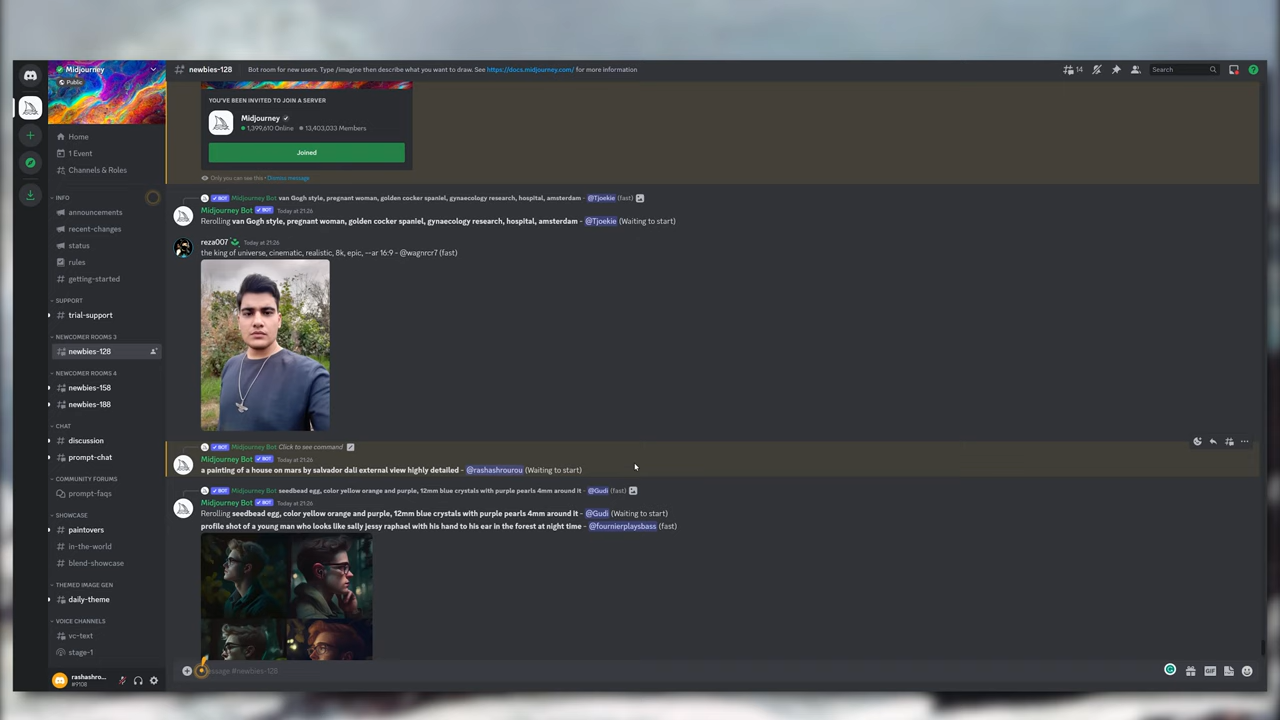 Midjourney
Public
Home
1 Event
Channels & Roles
INFO
announcements
recent-changes
status
rules
getting-started
SUPPORT
trial-support
NEWCOMER ROOMS 3
newbies-128
NEWCOMER ROOMS 4
newbies-158
newbies-188
CHAT
discussion
prompt-chat
COMMUNITY FORUMS
prompt-faqs
SHOWCASE
paintovers
in-the-world
blend-showcase
THEMED IMAGE GEN
daily-theme
VOICE CHANNELS
vc-text
stage-1
rashashro...
#9108
newbies-128 Bot room for new users. Type /imagine then describe what you want to draw. See https://docs.midjourney.com/ for more information
14
Search
YOU'VE BEEN INVITED TO JOIN A SERVER
Midjourney
1,399,610 Online 13,403,033 Members
Joined
Only you can see this • Dismiss message
BOT Midjourney Bot van Gogh style, pregnant woman, golden cocker spaniel, gynaecology research, hospital, amsterdam - @Tjoekie (fast)
Midjourney Bot BOT Today at 21:26
Rerolling van Gogh style, pregnant woman, golden cocker spaniel, gynaecology research, hospital, amsterdam - @Tjoekie (Waiting to start)
reza007 Today at 21:26
the king of universe, cinematic, realistic, 8k, epic, --ar 16:9 - @wagnrcr7 (fast)
BOT Midjourney Bot Click to see command
Midjourney Bot BOT Today at 21:26
a painting of a house on mars by salvador dali external view highly detailed - @rashashrourou (Waiting to start)
BOT Midjourney Bot seedbead egg, color yellow orange and purple, 12mm blue crystals with purple pearls 4mm around it - @Gudi (fast)
Midjourney Bot BOT Today at 21:26
Rerolling seedbead egg, color yellow orange and purple, 12mm blue crystals with purple pearls 4mm around it - @Gudi (Waiting to start)
profile shot of a young man who looks like sally jessy raphael with his hand to his ear in the forest at night time - @fournierplaysbass (fast)
#newbies-128
GIF